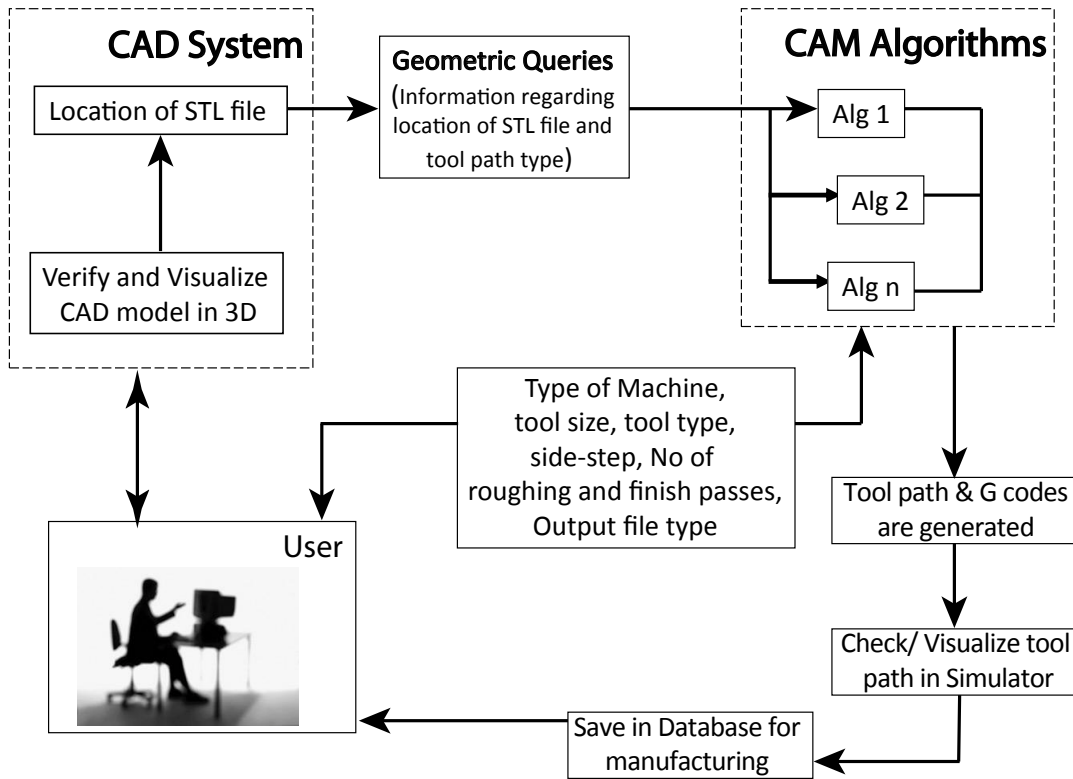 CAD System
Location of STL file
Verify and Visualize
CAD model in 3D
Geometric Queries
(Information regarding
location of STL file and
tool path type)
CAM Algorithms
Alg 1
Alg 2
Alg n
Type of Machine,
tool size, tool type,
side-step, No of
roughing and finish passes,
Output file type
User
Tool path & G codes
are generated
Check/ Visualize tool
path in Simulator
Save in Database for
manufacturing